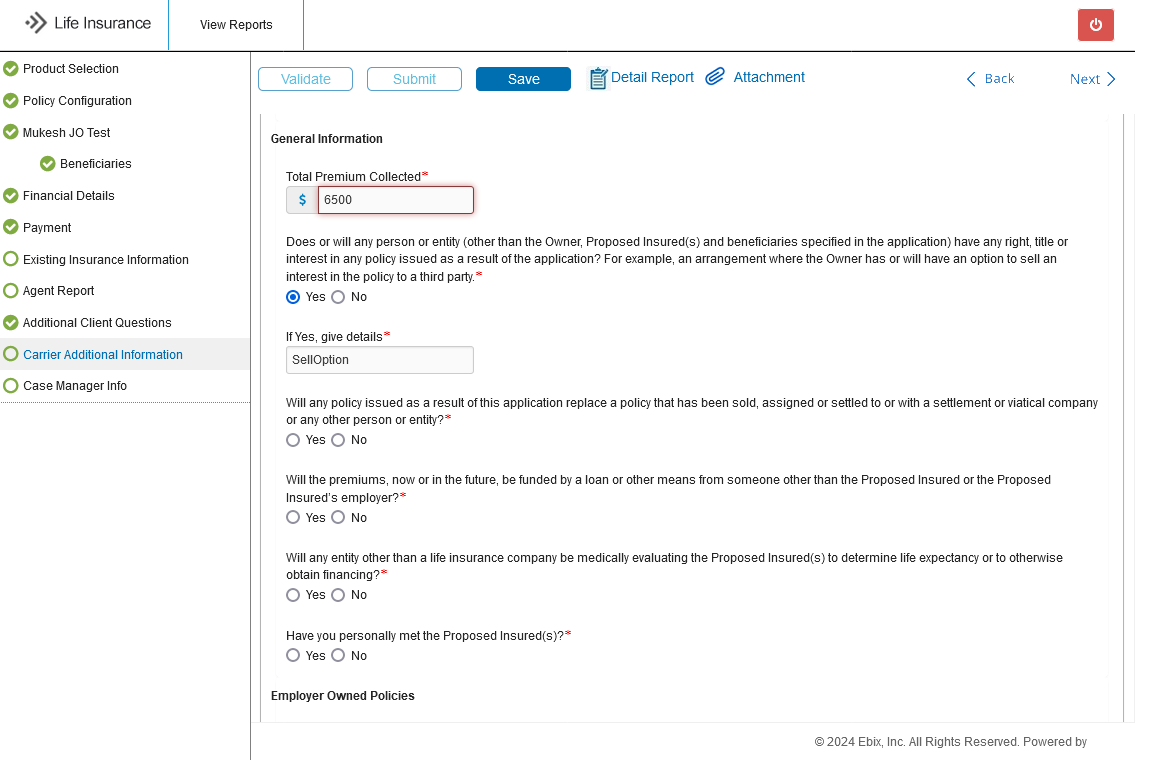 Life Insurance
View Reports
Product Selection
Policy Configuration
Mukesh JO Test
Beneficiaries
Financial Details
Payment
Existing Insurance Information
Agent Report
Additional Client Questions
Carrier Additional Information
Case Manager Info
Validate
Submit
Save
Detail Report
Attachment
Back
Next
General Information
Total Premium Collected*
$ 6500
Does or will any person or entity (other than the Owner, Proposed Insured(s) and beneficiaries specified in the application) have any right, title or
interest in any policy issued as a result of the application? For example, an arrangement where the Owner has or will have an option to sell an
interest in the policy to a third party.*
Yes No
If Yes, give details*
SellOption
Will any policy issued as a result of this application replace a policy that has been sold, assigned or settled to or with a settlement or viatical company
or any other person or entity?*
Yes No
Will the premiums, now or in the future, be funded by a loan or other means from someone other than the Proposed Insured or the Proposed
Insured's employer?*
Yes No
Will any entity other than a life insurance company be medically evaluating the Proposed Insured(s) to determine life expectancy or to otherwise
obtain financing?*
Yes No
Have you personally met the Proposed Insured(s)?*
Yes No
Employer Owned Policies
© 2024 Ebix, Inc. All Rights Reserved. Powered by